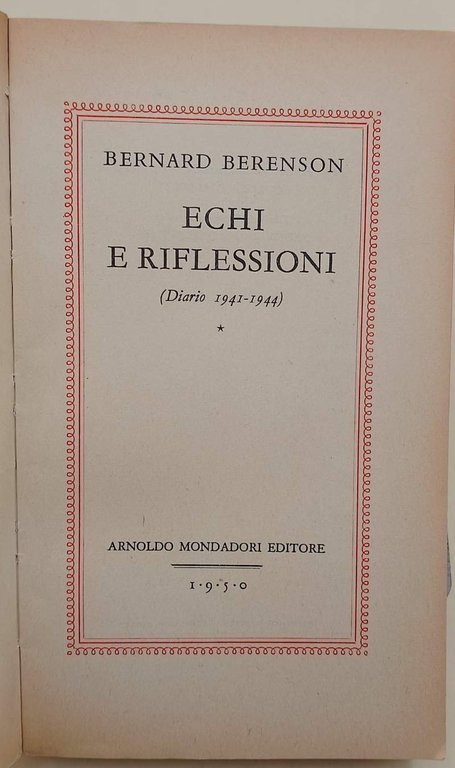 BERNARD BERENSON
ECHI
E RIFLESSIONI
(Diario 1941-1944)
*
ARNOLDO MONDADORI EDITORE
1·9·5·0